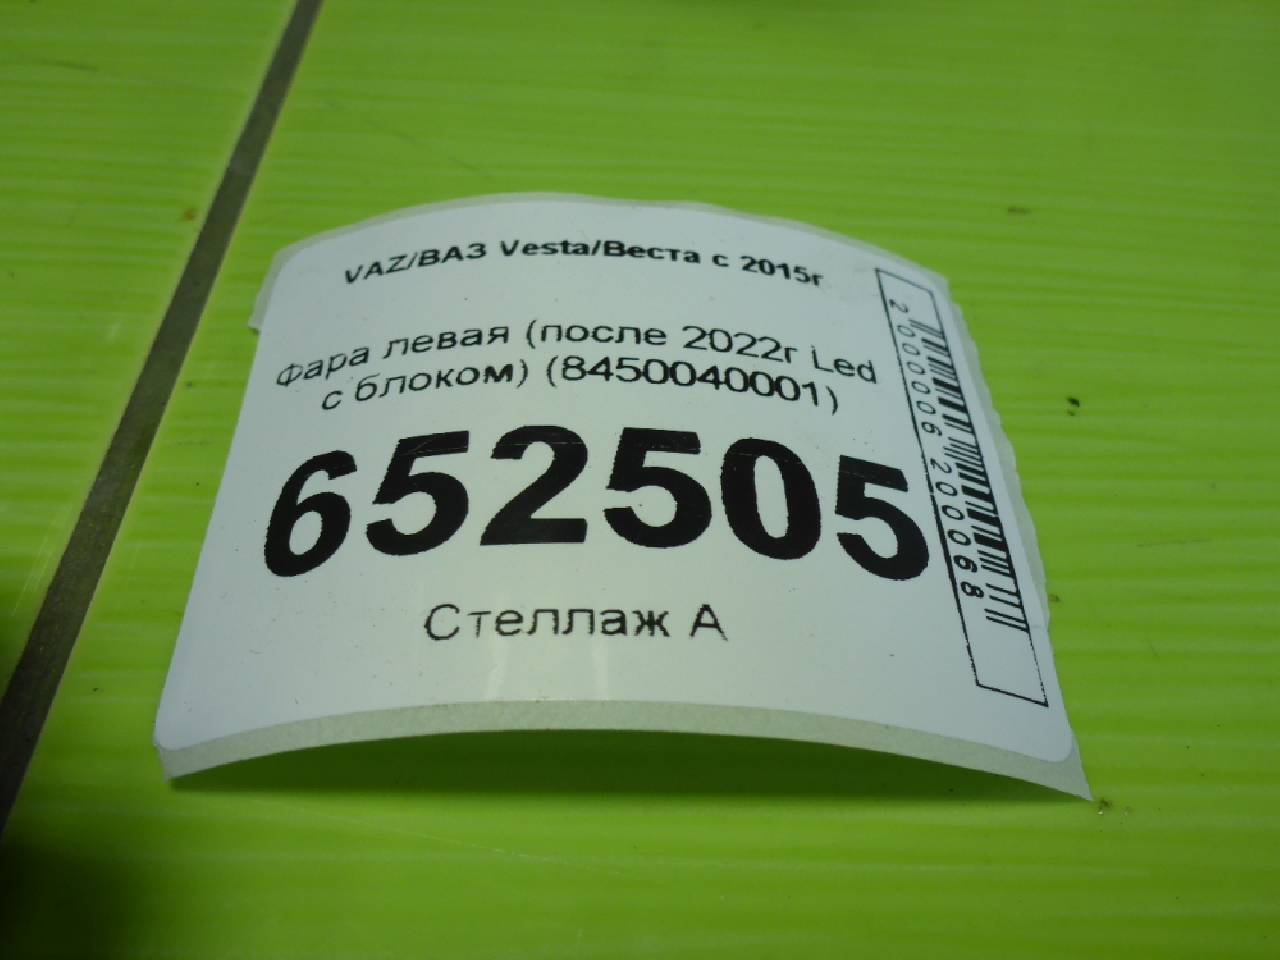 VAZ/ВАЗ Vesta/Веста с 2015г
Фара левая (после 2022г Led
с блоком) (8450040001)
652505
Стеллаж А
2000006200068